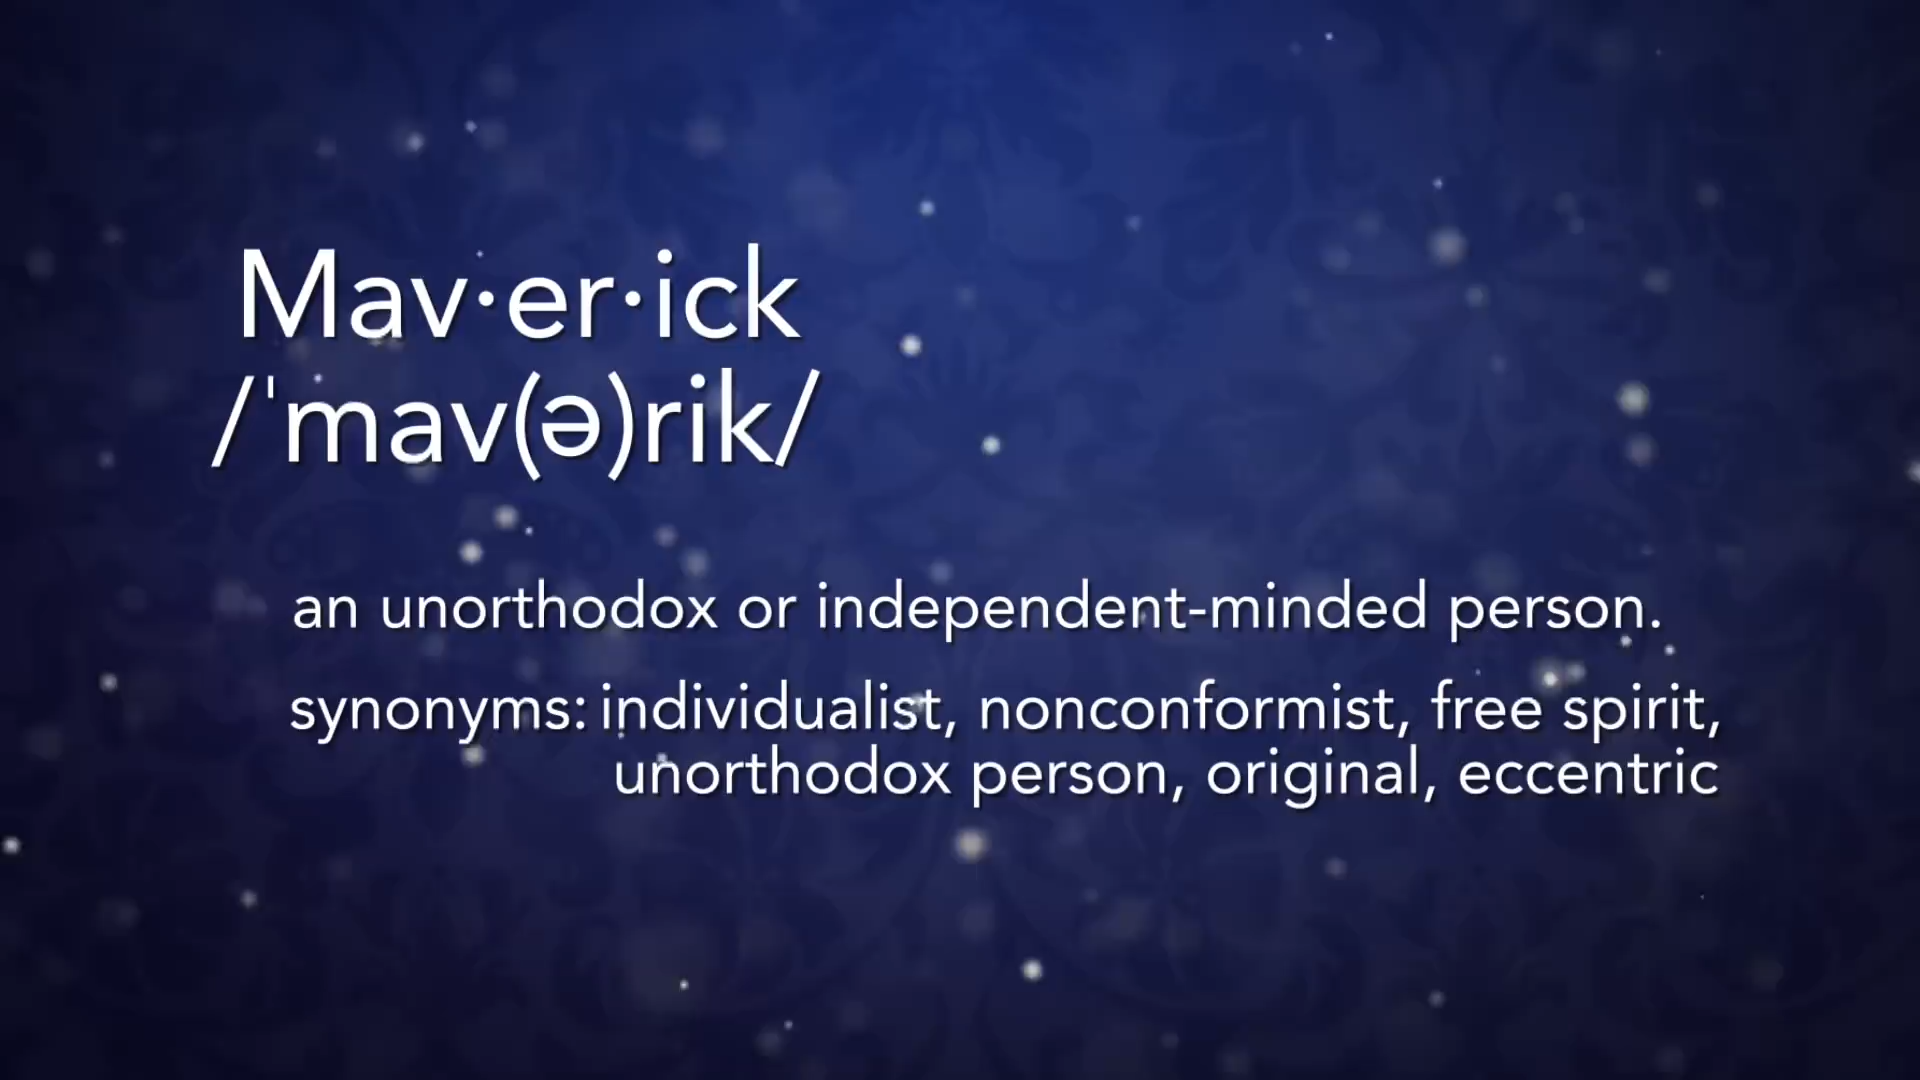 Mav·er·ick
/ˈmav(ə)rik/
an unorthodox or independent-minded person.
synonyms: individualist, nonconformist, free spirit,
unorthodox person, original, eccentric